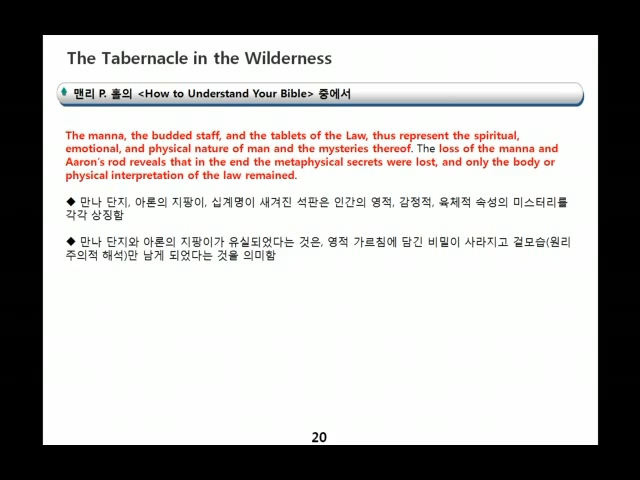 The Tabernacle in the Wilderness
맨리 P. 홀의 <How to Understand Your Bible> 중에서
The manna, the budded staff, and the tablets of the Law, thus represent the spiritual,
emotional, and physical nature of man and the mysteries thereof. The loss of the manna and
Aaron's rod reveals that in the end the metaphysical secrets were lost, and only the body or
physical interpretation of the law remained.
◆ 만나 단지, 아론의 지팡이, 십계명이 새겨진 석판은 인간의 영적, 감정적, 육체적 속성의 미스터리를
각각 상징함
◆ 만나 단지와 아론의 지팡이가 유실되었다는 것은, 영적 가르침에 담긴 비밀이 사라지고 겉모습(원리
주의적 해석)만 남게 되었다는 것을 의미함
20